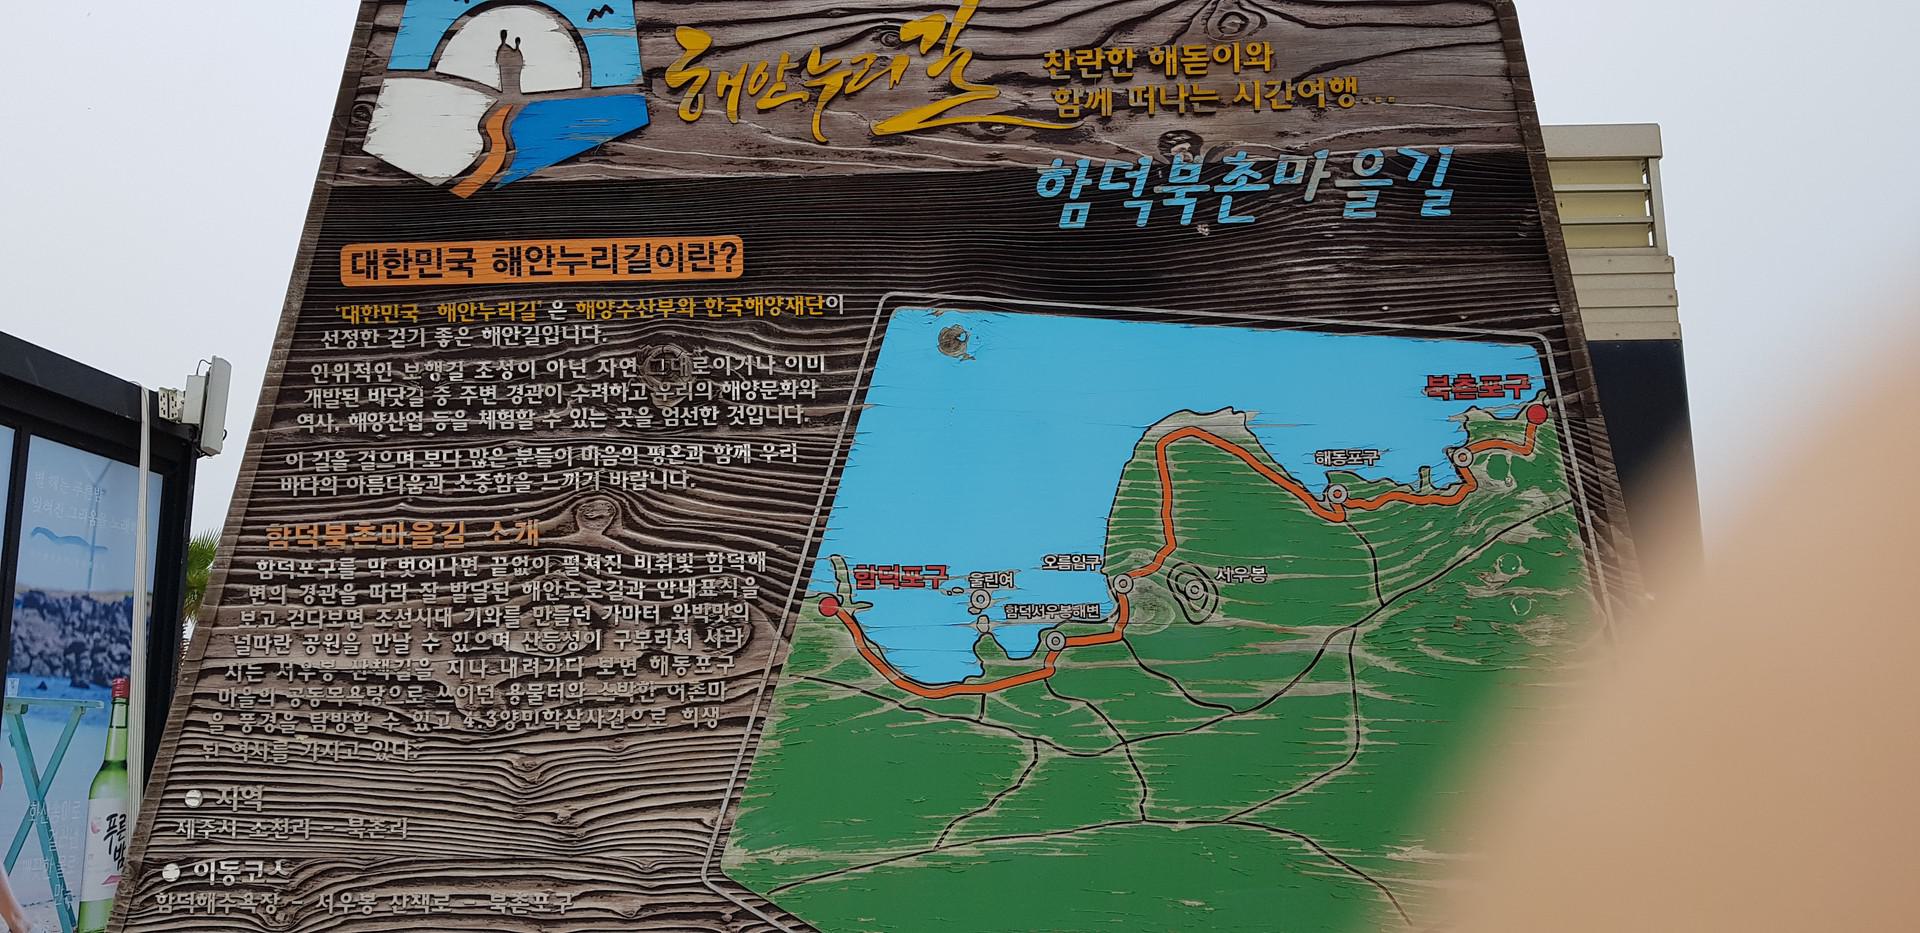 해안누리길
찬란한 해돋이와
함께 떠나는 시간여행...
함덕북촌마을길
대한민국 해안누리길이란?
'대한민국 해안누리길'은 해양수산부와 한국해양재단이
선정한 걷기 좋은 해안길입니다.
인위적인 보행길 조성이 아닌 자연 그대로이거나 이미
개발된 바닷길 중 주변 경관이 수려하고 우리의 해양문화와
역사, 해양산업 등을 체험할 수 있는 곳을 엄선한 것입니다.
이 길을 걸으며 보다 많은 분들이 마음의 평온과 함께 우리
바다의 아름다움과 소중함을 느끼기 바랍니다.
함덕북촌마을길 소개
함덕포구를 막 벗어나면 끝없이 펼쳐진 비취빛 함덕해
변의 경관을 따라 잘 발달된 해안도로길과 안내표식을
보고 걷다보면 조선시대 기와를 만들던 가마터 와박맛의
널따란 공원을 만날 수 있으며 산등성이 구부러져 사라
지는 서우봉 산책길을 지나 내려가다 보면 해동포구
마을의 공동목욕탕으로 쓰이던 용물터와 소박한 어촌마
을 풍경을 탐방할 수 있고 4.3양민학살사건으로 희생
된 역사를 가지고 있다.
지역
제주시 조천리 - 북촌리
이동코스
함덕해수욕장 - 서우봉 산책로 - 북촌포구
북촌포구
해동포구
오름입구
서우봉
함덕포구
울린여
함덕서우봉해변
푸른
밤